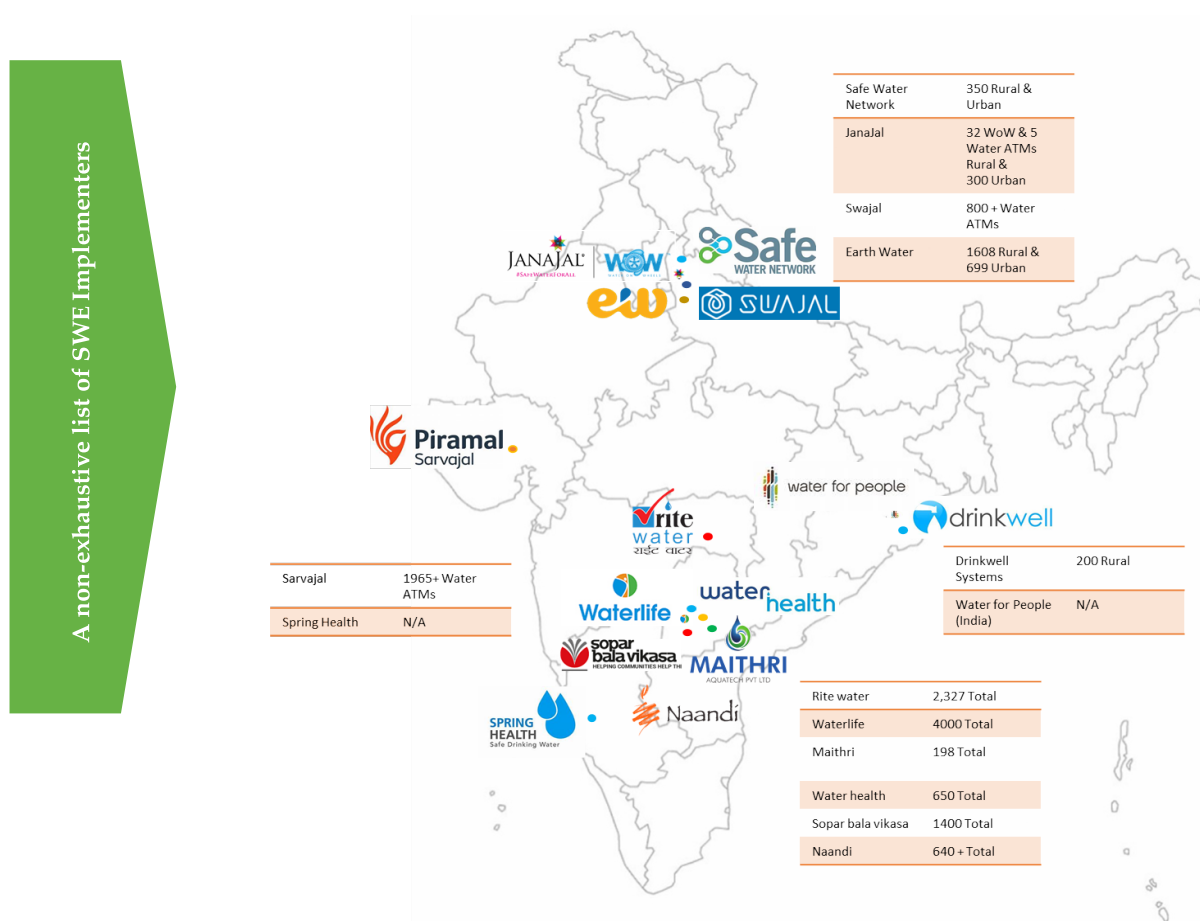 A non-exhaustive list of SWE Implementers
Safe Water
Network
350 Rural &
Urban
JanaJal
32 WoW & 5
Water ATMs
Rural &
300 Urban
Swajal
800 + Water
ATMs
Earth Water
1608 Rural &
699 Urban
JANAJAL
#SAFEWATERFORALL
WOW
Safe
WATER NETWORK
ew
SWAJAL
Piramal
Sarvajal
water for people
rite
water
राईट वाटर
drinkwell
Sarvajal
1965+ Water
ATMs
Spring Health
N/A
Drinkwell
Systems
200 Rural
Water for People
(India)
N/A
Waterlife
water
health
sopar
bala vikasa
HELPING COMMUNITIES HELP TH
MAITHRI
AQUATECH PVT LTD
SPRING
HEALTH
Safe Drinking Water
Naandi
Rite water
2,327 Total
Waterlife
4000 Total
Maithri
198 Total
Water health
650 Total
Sopar bala vikasa
1400 Total
Naandi
640 + Total